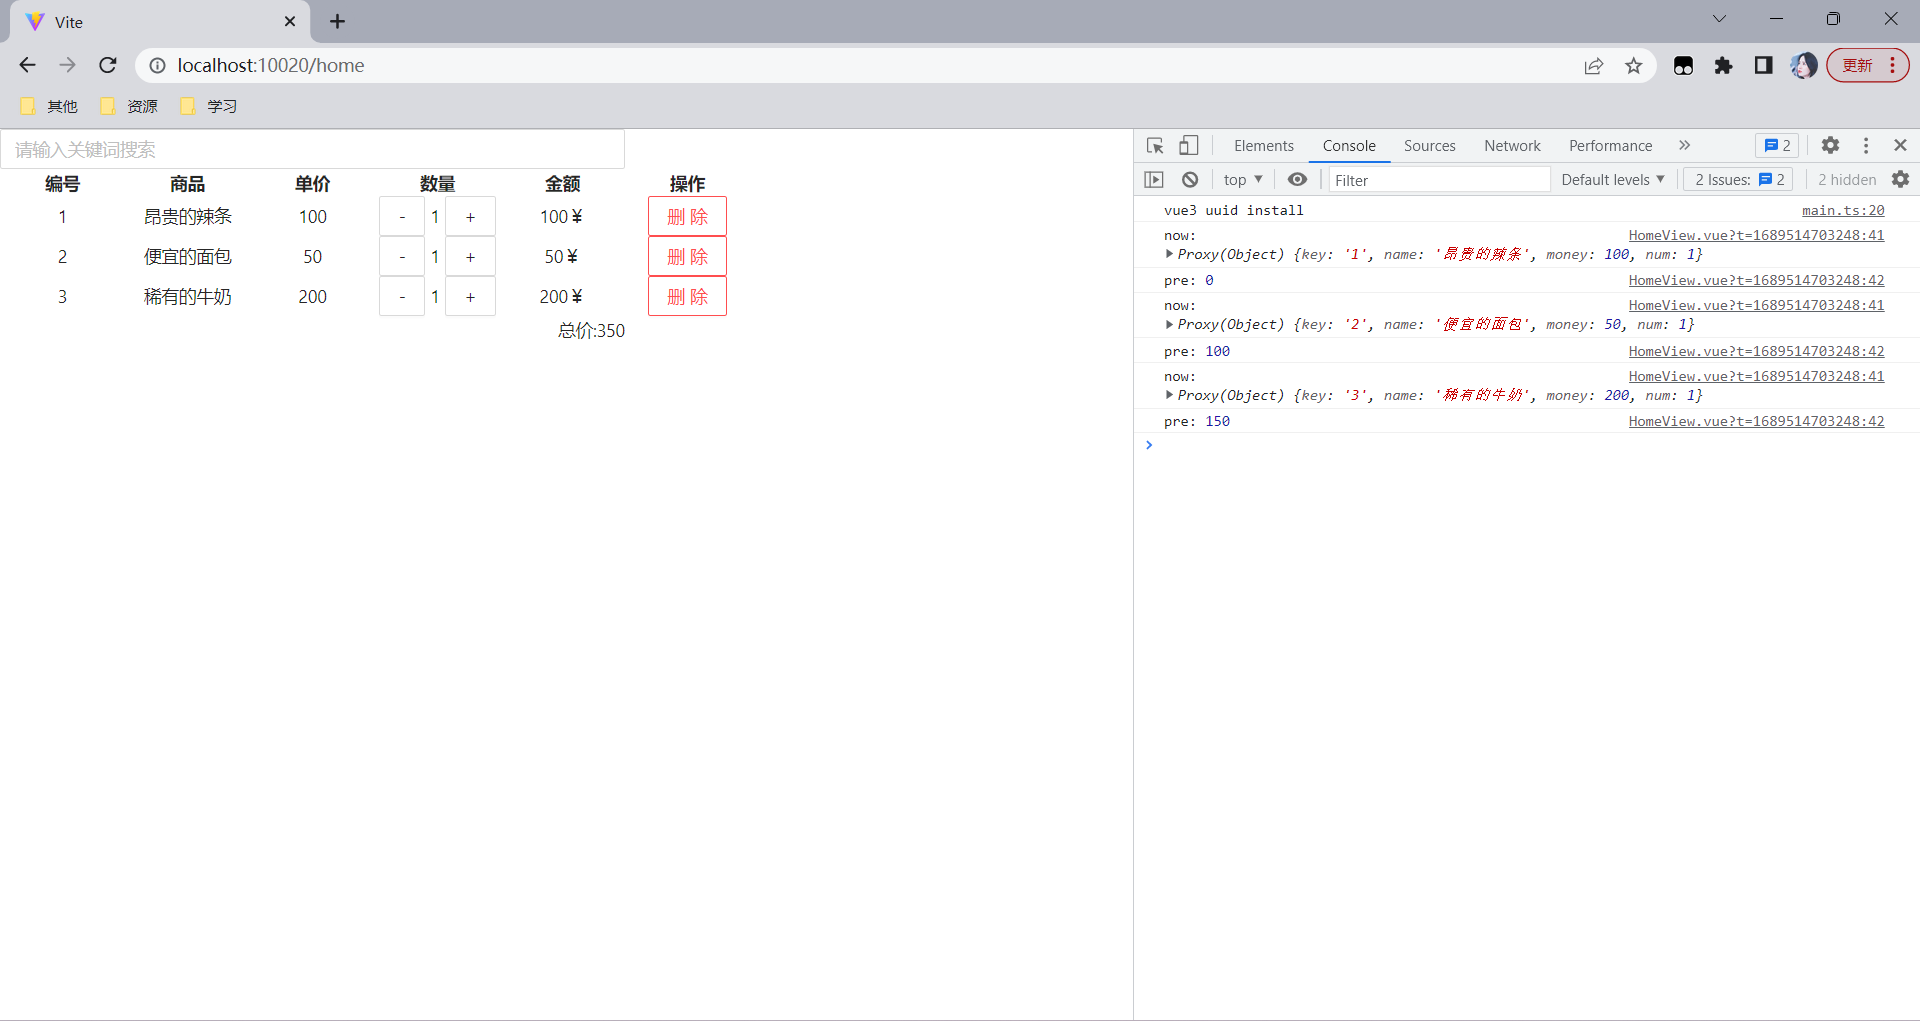 Vite
localhost:10020/home
更新
其他 资源 学习
请输入关键词搜索
编号 商品 单价 数量 金额 操作
1 昂贵的辣条 100 - 1 + 100 ¥ 删 除
2 便宜的面包 50 - 1 + 50 ¥ 删 除
3 稀有的牛奶 200 - 1 + 200 ¥ 删 除
总价:350
Elements Console Sources Network Performance 2
top Filter Default levels 2 Issues: 2 2 hidden
vue3 uuid install main.ts:20
now: HomeView.vue?t=1689514703248:41
Proxy(Object) {key: '1', name: '昂贵的辣条', money: 100, num: 1}
pre: 0 HomeView.vue?t=1689514703248:42
now: HomeView.vue?t=1689514703248:41
Proxy(Object) {key: '2', name: '便宜的面包', money: 50, num: 1}
pre: 100 HomeView.vue?t=1689514703248:42
now: HomeView.vue?t=1689514703248:41
Proxy(Object) {key: '3', name: '稀有的牛奶', money: 200, num: 1}
pre: 150 HomeView.vue?t=1689514703248:42